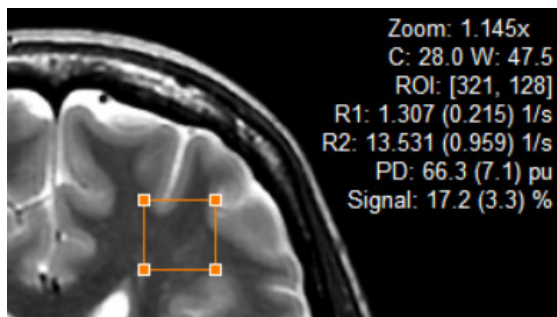 Zoom: 1.145x
C: 28.0 W: 47.5
ROI: [321, 128]
R1: 1.307 (0.215) 1/s
R2: 13.531 (0.959) 1/s
PD: 66.3 (7.1) pu
Signal: 17.2 (3.3) %